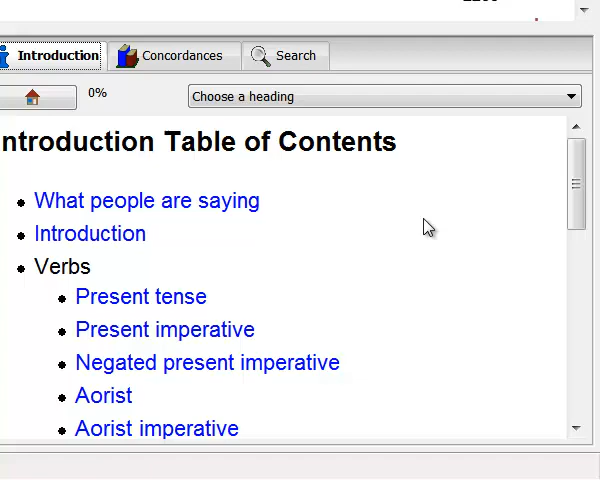 Introduction Concordances Search
0% Choose a heading
ntroduction Table of Contents
What people are saying
Introduction
Verbs
Present tense
Present imperative
Negated present imperative
Aorist
Aorist imperative